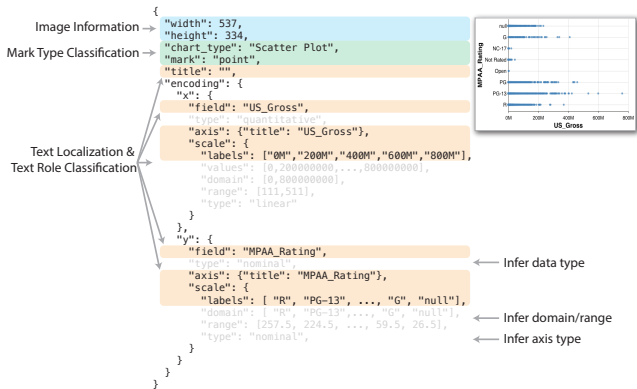 {
"width": 537,
"height": 334,
"chart_type": "Scatter Plot",
"mark": "point",
"title": "",
"encoding": {
"x": {
"field": "US_Gross",
"type": "quantitative",
"axis": {"title": "US_Gross"},
"scale": {
"labels": ["0M","200M","400M","600M","800M"],
"values": [0,200000000,...,800000000],
"domain": [0,800000000],
"range": [111,511],
"type": "linear"
}
},
"y": {
"field": "MPAA_Rating",
"type": "nominal",
"axis": {"title": "MPAA_Rating"},
"scale": {
"labels": [ "R", "PG-13", ..., "G", "null"],
"domain": [ "R", "PG-13",..., "G", "null"],
"range": [257.5, 224.5, ..., 59.5, 26.5],
"type": "nominal",
}
}
}
}
Image Information
Mark Type Classification
Text Localization &
Text Role Classification
Infer data type
Infer domain/range
Infer axis type
MPAA_Rating
null
G
NC-17
Not Rated
Open
PG
PG-13
R
0M 200M 400M 600M 800M
US_Gross